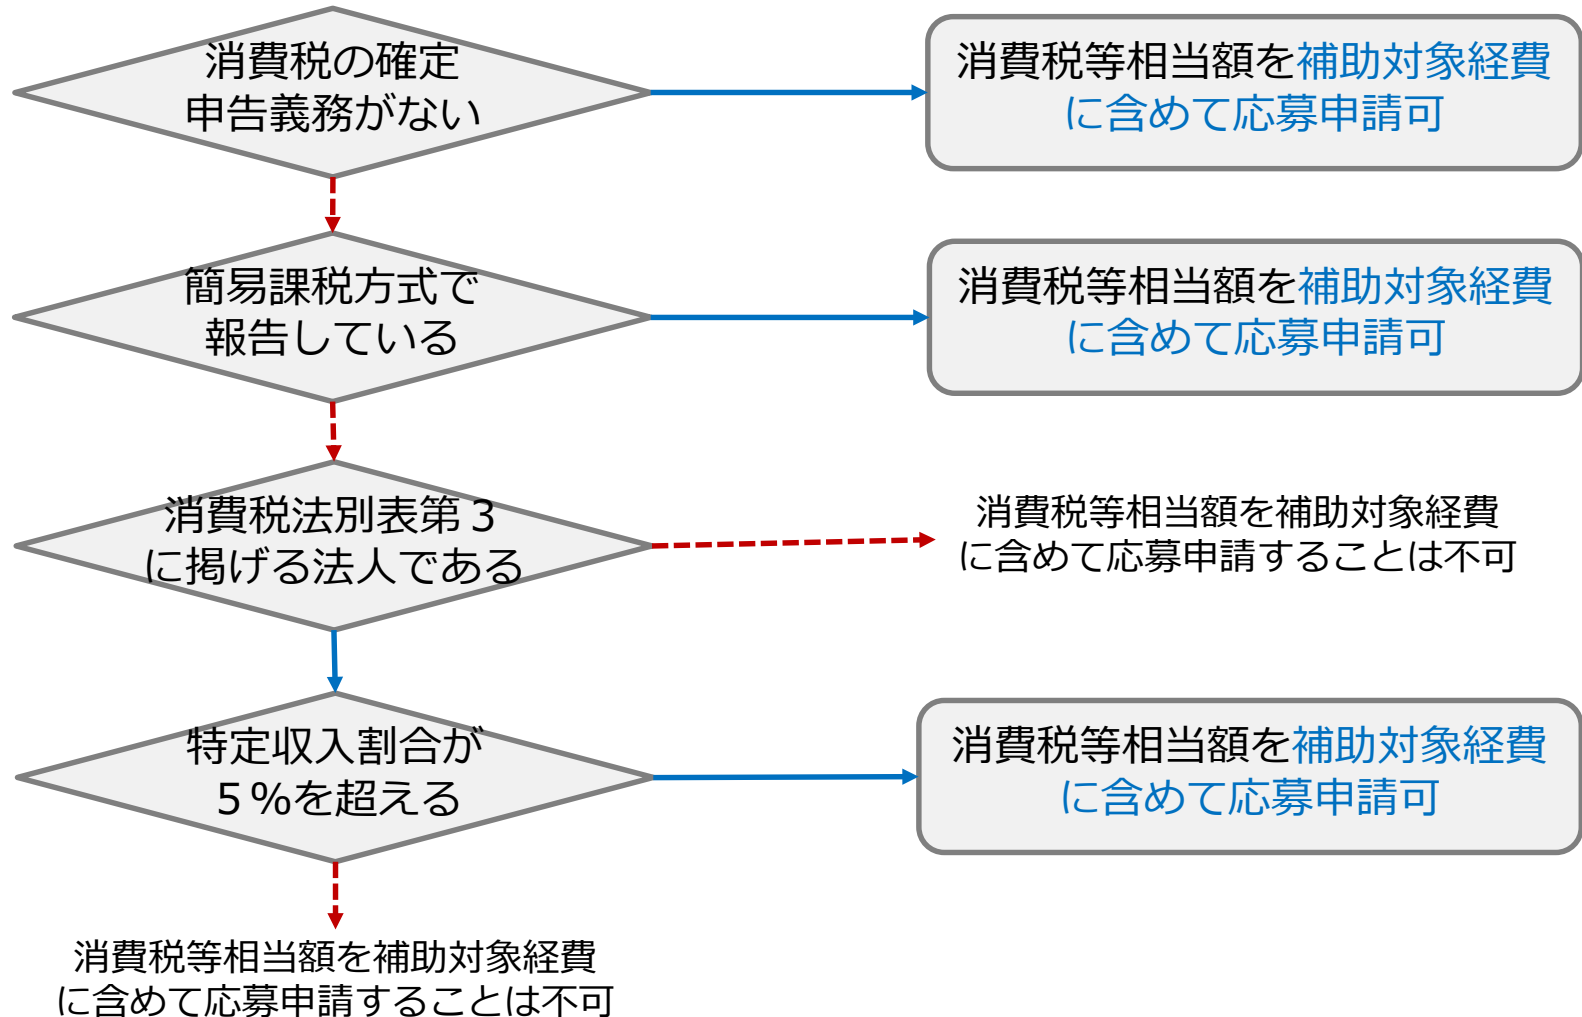 消費税の確定
申告義務がない
消費税等相当額を補助対象経費
に含めて応募申請可
簡易課税方式で
報告している
消費税等相当額を補助対象経費
に含めて応募申請可
消費税法別表第３
に掲げる法人である
消費税等相当額を補助対象経費
に含めて応募申請することは不可
特定収入割合が
５％を超える
消費税等相当額を補助対象経費
に含めて応募申請可
消費税等相当額を補助対象経費
に含めて応募申請することは不可